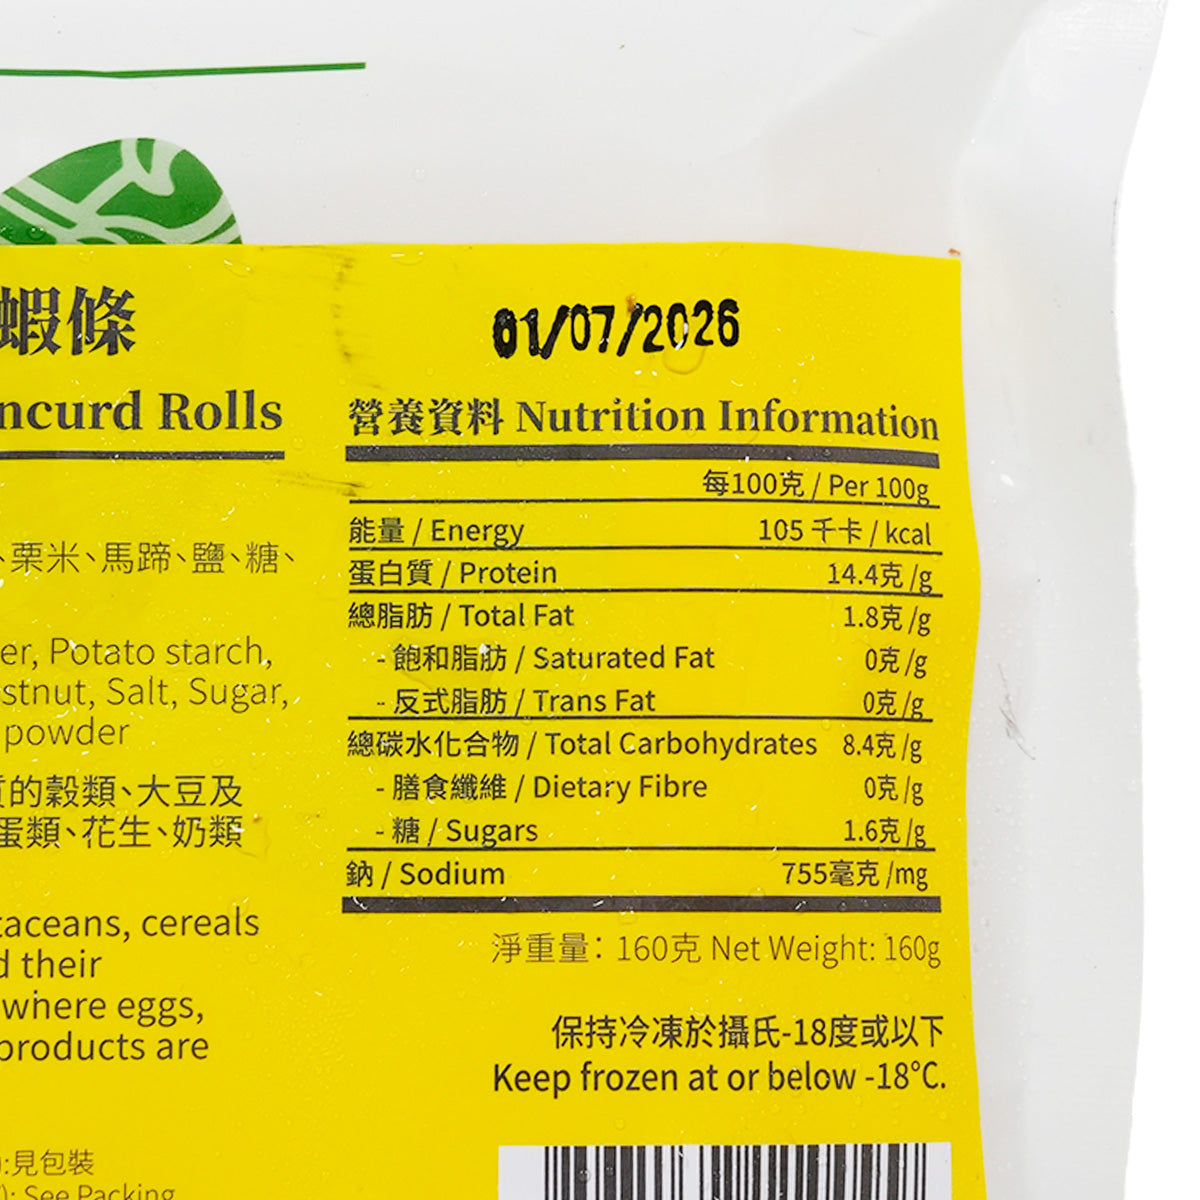 蝦條
01/07/2026
ncurd Rolls
營養資料 Nutrition Information
每100克 / Per 100g
能量 / Energy 105 千卡 / kcal
、栗米、馬蹄、鹽、糖、
蛋白質 / Protein 14.4克 /g
總脂肪 / Total Fat 1.8克 /g
er, Potato starch,
- 飽和脂肪 / Saturated Fat 0克 /g
stnut, Salt, Sugar,
- 反式脂肪 / Trans Fat 0克 /g
powder
總碳水化合物 / Total Carbohydrates 8.4克 /g
質的穀類、大豆及
- 膳食纖維 / Dietary Fibre 0克 /g
蛋類、花生、奶類
- 糖 / Sugars 1.6克 /g
鈉 / Sodium 755毫克 /mg
taceans, cereals
淨重量：160克 Net Weight: 160g
d their
where eggs,
保持冷凍於攝氏-18度或以下
products are
Keep frozen at or below -18°C.
):見包裝
): See Packing